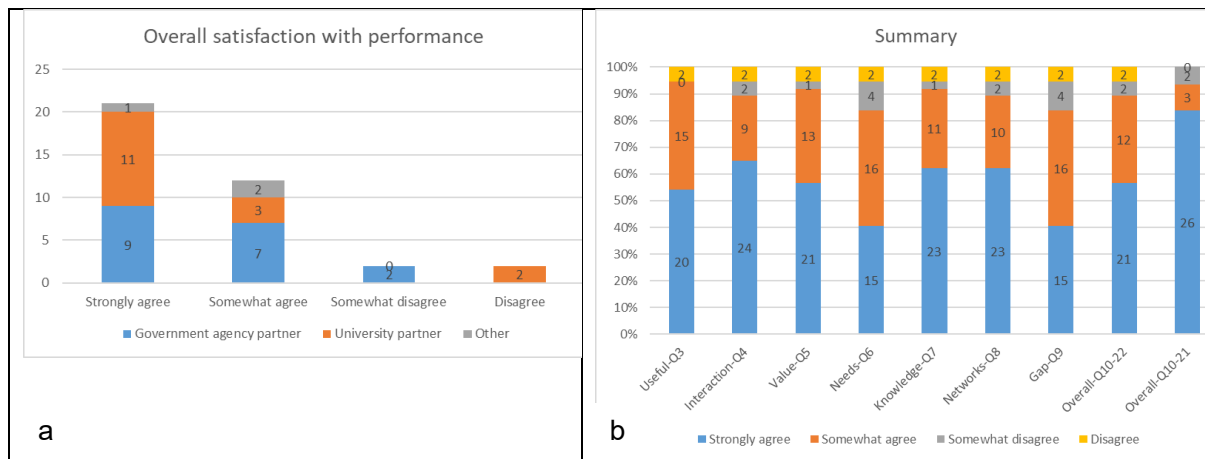 Overall satisfaction with performance
25
20
15
10
5
0
1
11
9
2
3
7
0
2
2
Strongly agree
Somewhat agree
Somewhat disagree
Disagree
Government agency partner
University partner
Other
a
Summary
100%
90%
80%
70%
60%
50%
40%
30%
20%
10%
0%
2
0
15
20
2
2
9
24
2
1
13
21
2
4
16
15
2
1
11
23
2
2
10
23
2
4
16
15
2
2
12
21
0
2
3
26
Useful-Q3
Interaction-Q4
Value-Q5
Needs-Q6
Knowledge-Q7
Networks-Q8
Gap-Q9
Overall-Q10-22
Overall-Q10-21
Strongly agree
Somewhat agree
Somewhat disagree
Disagree
b